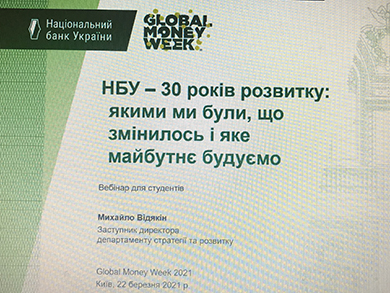 Національний
банк України
GLOBAL
MONEY
WEEK
НБУ – 30 років розвитку:
якими ми були, що
змінилось і яке
майбутнє будуємо
Вебінар для студентів
Михайло Відякін
Заступник директора
департаменту стратегії та розвитку
Global Money Week 2021
Київ, 22 березня 2021 р